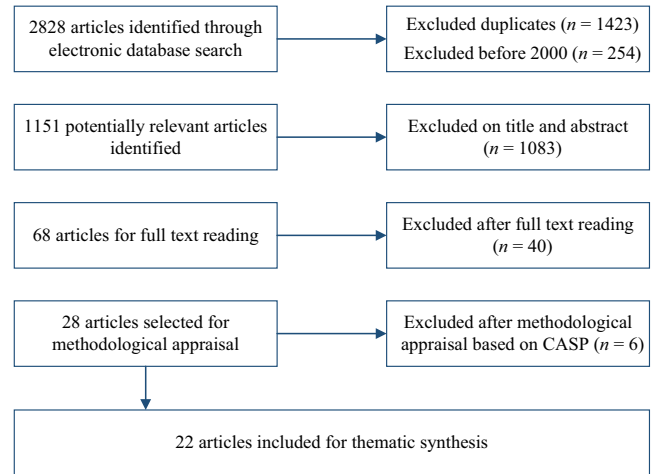 2828 articles identified through
electronic database search
Excluded duplicates (n = 1423)
Excluded before 2000 (n = 254)
1151 potentially relevant articles
identified
Excluded on title and abstract
(n = 1083)
68 articles for full text reading
Excluded after full text reading
(n = 40)
28 articles selected for
methodological appraisal
Excluded after methodological
appraisal based on CASP (n = 6)
22 articles included for thematic synthesis